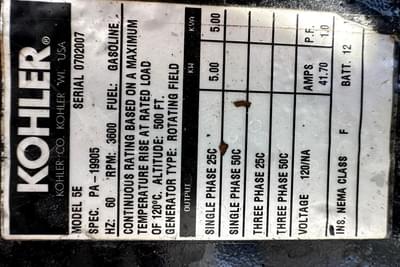 KOHLER®
KOHLER CO. KOHLER WI. USA
MODEL 5E SERIAL 0702007
SPEC. PA-19905
HZ: 60 RPM: 3600 FUEL: GASOLINE
CONTINUOUS RATING BASED ON A MAXIMUM
TEMPERATURE RISE AT RATED LOAD
OF 120°C. ALTITUDE: 500 FT.
GENERATOR TYPE: ROTATING FIELD
OUTPUT KW KVA
SINGLE PHASE 25C 5.00 5.00
SINGLE PHASE 50C
THREE PHASE 25C
THREE PHASE 50C
VOLTAGE 120/NA AMPS 41.70 P.F. 1.0
INS. NEMA CLASS F BATT. 12